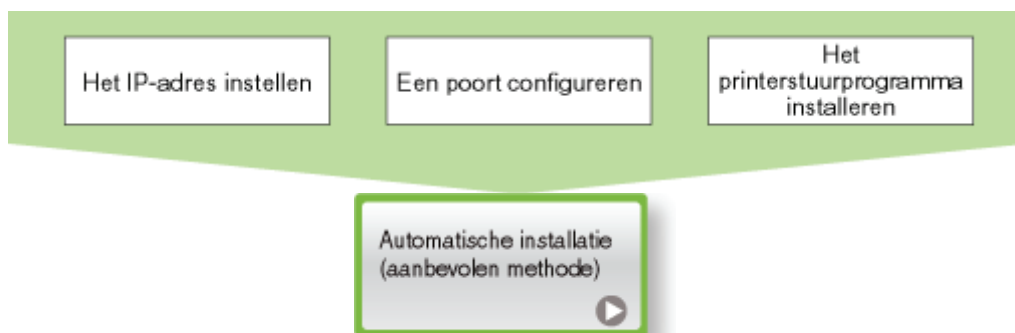 Het IP-adres instellen
Een poort configureren
Het
printerstuurprogramma
installeren
Automatische installatie
(aanbevolen methode)